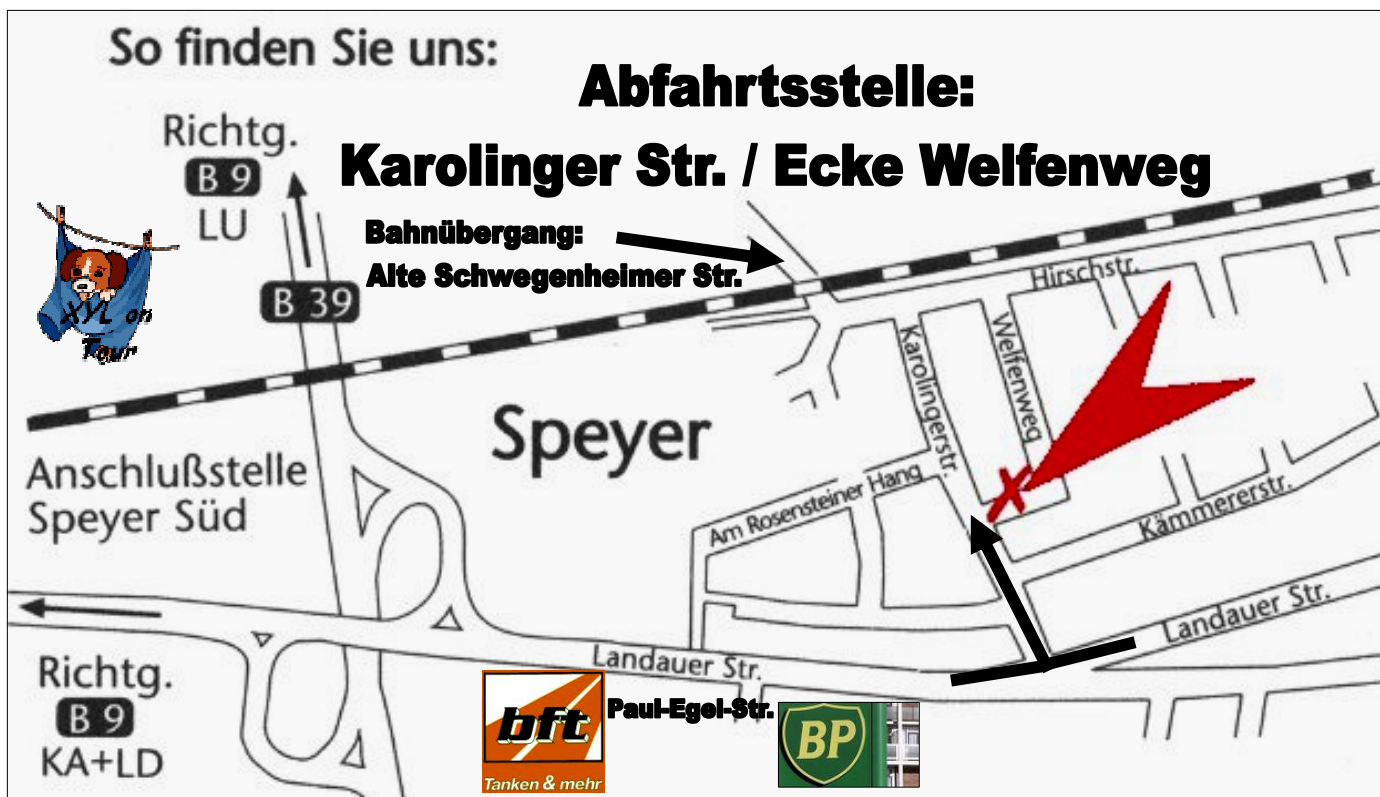 So finden Sie uns:
Abfahrtsstelle:
Karolinger Str. / Ecke Welfenweg
Richtg.
B 9
LU
Bahnübergang:
Alte Schwegenheimer Str.
B 39
XYL on
Tour
Hirschstr.
Karolingerstr.
Welfenweg
Speyer
Anschlußstelle
Speyer Süd
Am Rosensteiner Hang
Kämmererstr.
Landauer Str.
Landauer Str.
Richtg.
B 9
KA+LD
bft
Tanken & mehr
Paul-Egel-Str.
BP